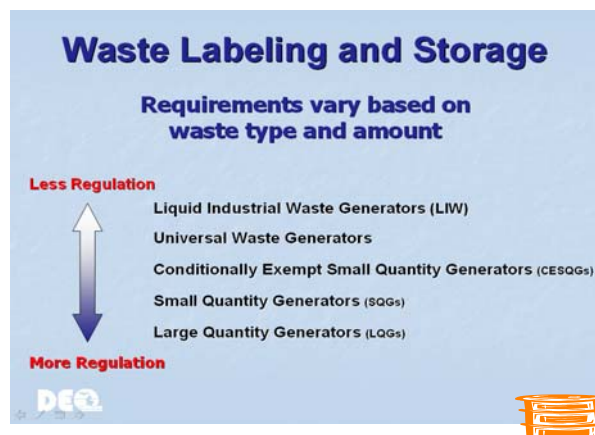 Waste Labeling and Storage
Requirements vary based on
waste type and amount
Less Regulation
Liquid Industrial Waste Generators (LIW)
Universal Waste Generators
Conditionally Exempt Small Quantity Generators (CESQGs)
Small Quantity Generators (SQGs)
Large Quantity Generators (LQGs)
More Regulation
DEQ